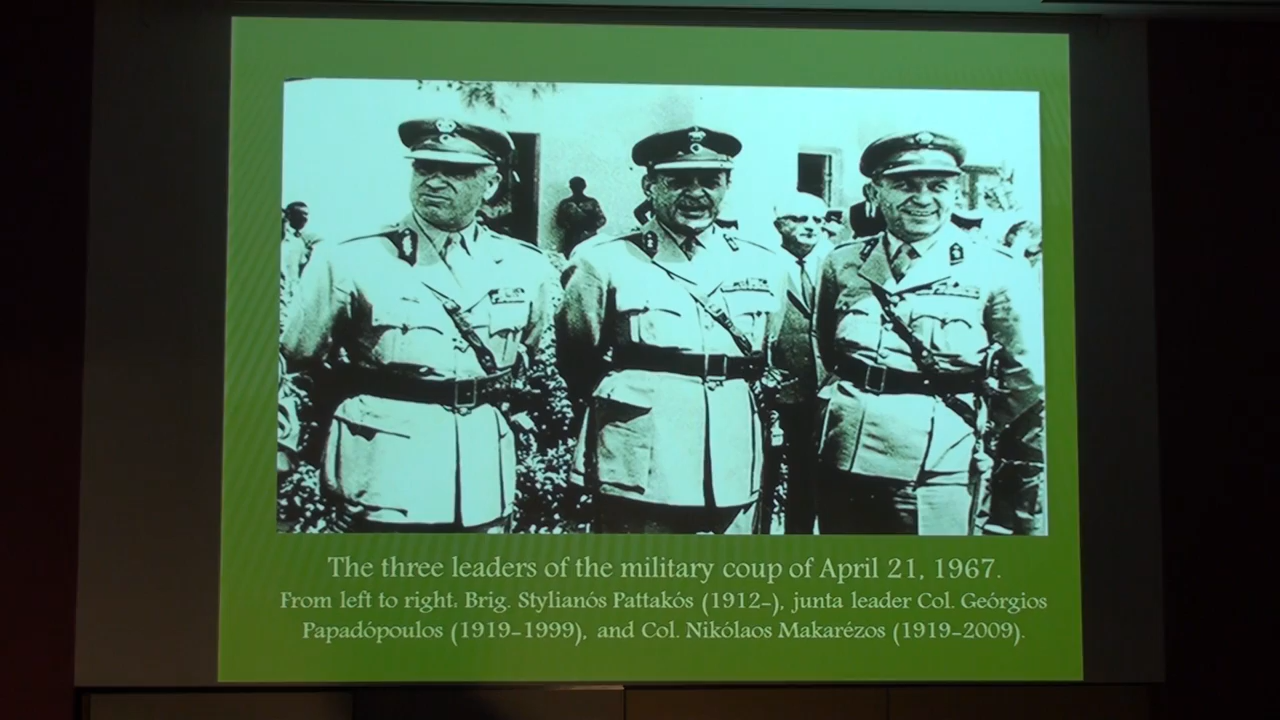 The three leaders of the military coup of April 21, 1967.
From left to right: Brig. Stylianós Pattakós (1912-), junta leader Col. Geórgios
Papadópoulos (1919-1999), and Col. Nikólaos Makarézos (1919-2009).